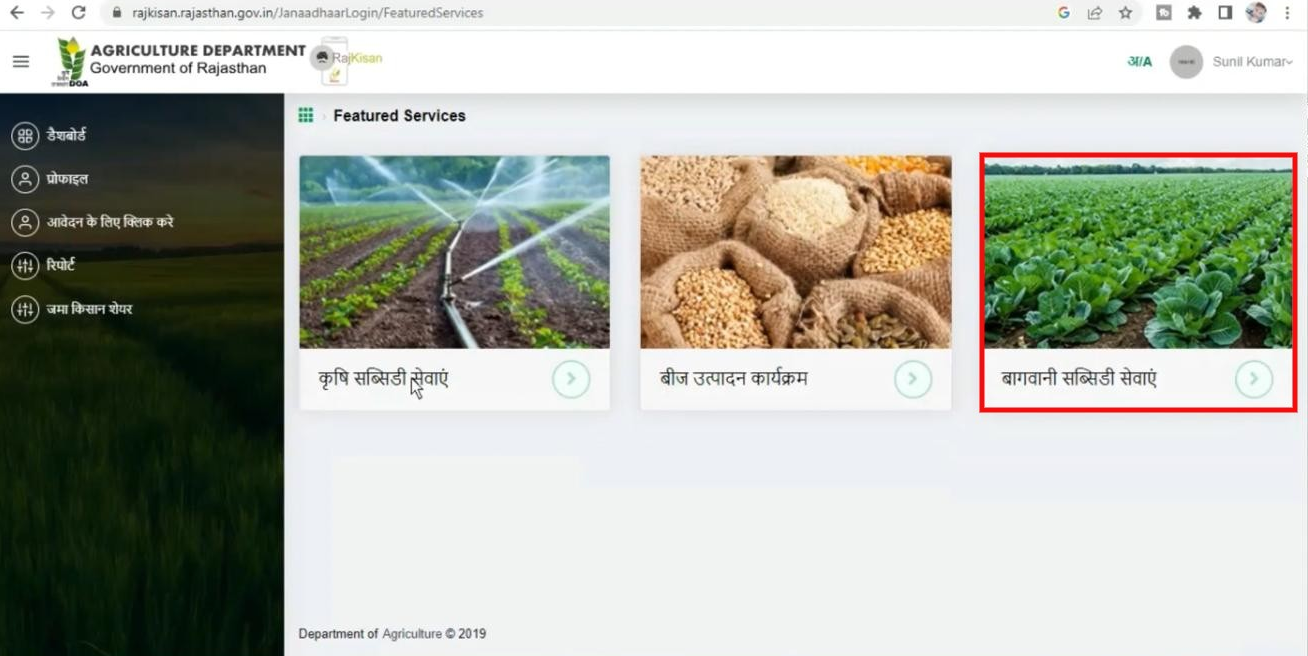 rajkisan.rajasthan.gov.in/JanaadhaarLogin/FeaturedServices
AGRICULTURE DEPARTMENT
Government of Rajasthan
DOA
RajKisan
अ/A
Sunil Kumar
Featured Services
डैशबोर्ड
प्रोफाइल
आवेदन के लिए क्लिक करे
रिपोर्ट
जमा किसान शेयर
कृषि सब्सिडी सेवाएं
बीज उत्पादन कार्यक्रम
बागवानी सब्सिडी सेवाएं
Department of Agriculture © 2019